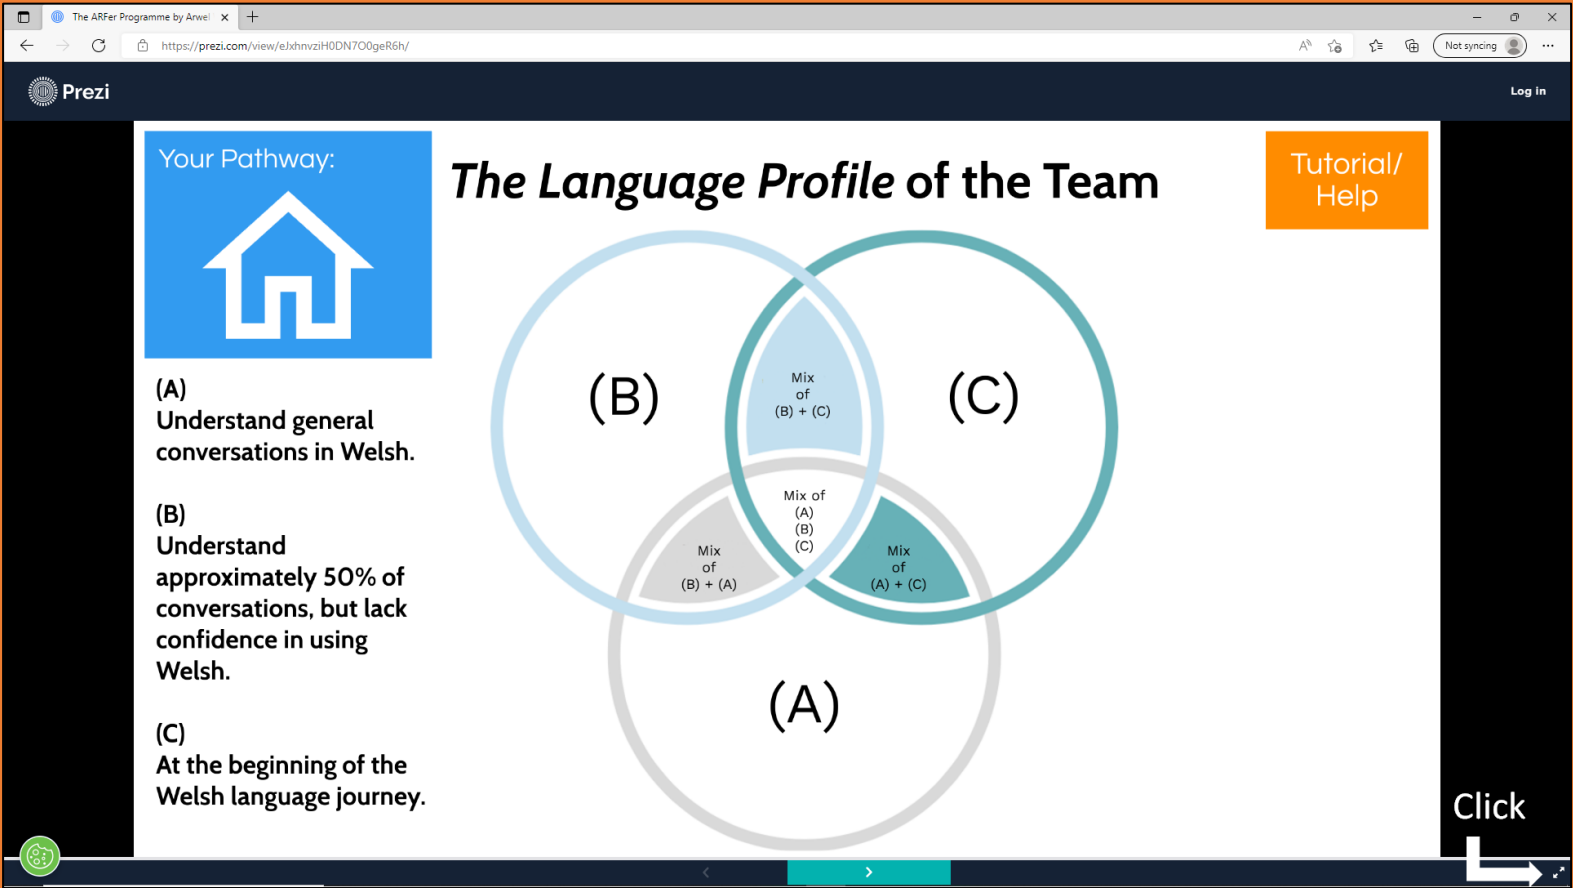 The ARFer Programme by Arwel
https://prezi.com/view/eJxhnvziH0DN7O0geR6h/
Not syncing
Prezi
Log in
Your Pathway:
The Language Profile of the Team
Tutorial/
Help
(A)
Understand general
conversations in Welsh.
(B)
Understand
approximately 50% of
conversations, but lack
confidence in using
Welsh.
(C)
At the beginning of the
Welsh language journey.
(B)
Mix
of
(B) + (C)
(C)
Mix of
(A)
(B)
(C)
Mix
of
(B) + (A)
Mix
of
(A) + (C)
(A)
Click